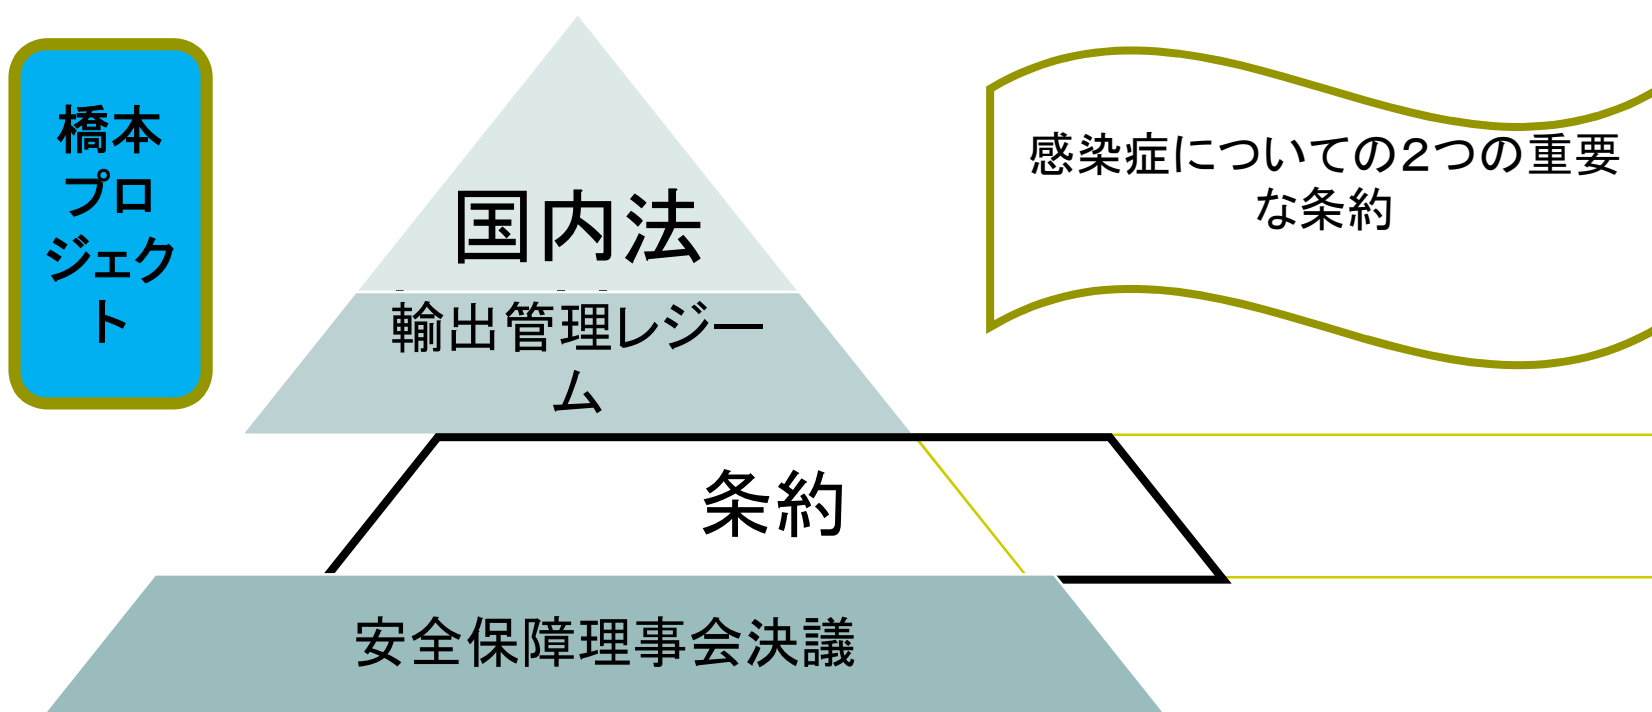 橋本
プロ
ジェク
ト
国内法
輸出管理レジー
ム
条約
安全保障理事会決議
感染症についての２つの重要
な条約